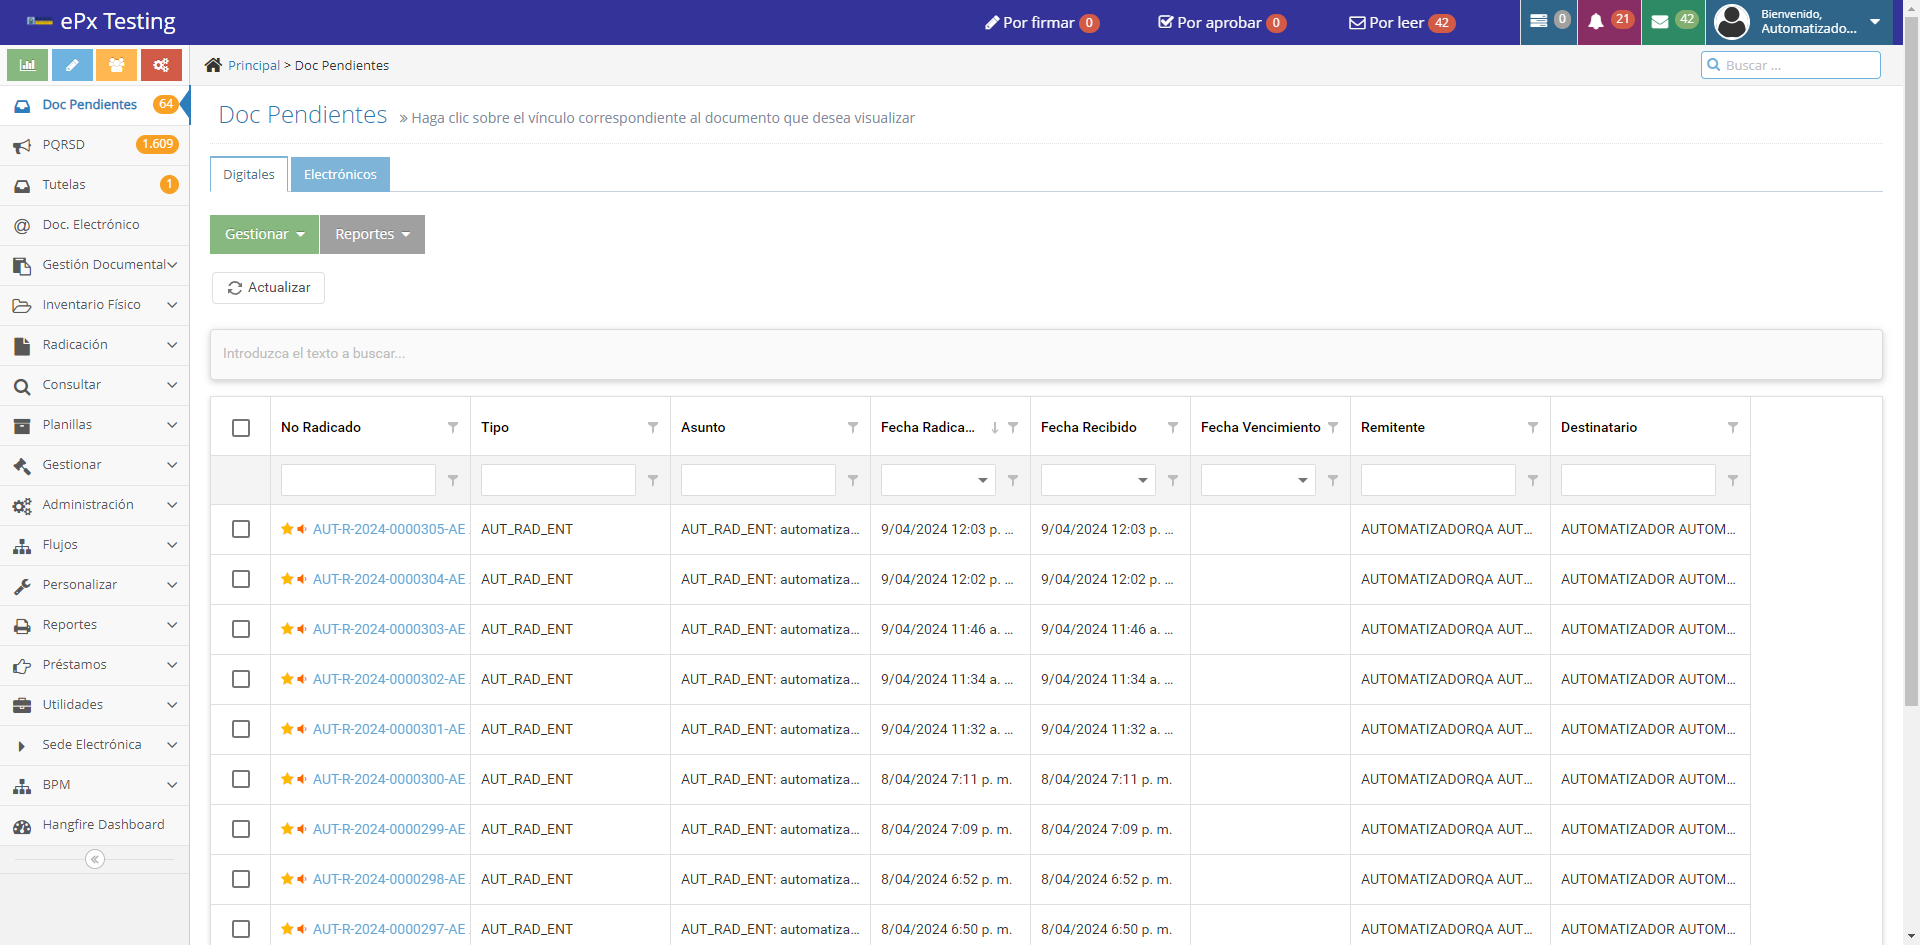 ePx Testing
Por firmar 0
Por aprobar 0
Por leer 42
0
21
42
Bienvenido,
Automatizado...
Principal > Doc Pendientes
Buscar ...
Doc Pendientes 64
PQRSD 1.609
Tutelas 1
Doc. Electrónico
Gestión Documental
Inventario Físico
Radicación
Consultar
Planillas
Gestionar
Administración
Flujos
Personalizar
Reportes
Préstamos
Utilidades
Sede Electrónica
BPM
Hangfire Dashboard
Doc Pendientes » Haga clic sobre el vínculo correspondiente al documento que desea visualizar
Digitales Electrónicos
Gestionar Reportes
Actualizar
Introduzca el texto a buscar...
No Radicado Tipo Asunto Fecha Radica... Fecha Recibido Fecha Vencimiento Remitente Destinatario
AUT-R-2024-0000305-AE AUT_RAD_ENT AUT_RAD_ENT: automatiza... 9/04/2024 12:03 p. ... 9/04/2024 12:03 p. ... AUTOMATIZADORQA AUT... AUTOMATIZADOR AUTOM...
AUT-R-2024-0000304-AE AUT_RAD_ENT AUT_RAD_ENT: automatiza... 9/04/2024 12:02 p. ... 9/04/2024 12:02 p. ... AUTOMATIZADORQA AUT... AUTOMATIZADOR AUTOM...
AUT-R-2024-0000303-AE AUT_RAD_ENT AUT_RAD_ENT: automatiza... 9/04/2024 11:46 a. ... 9/04/2024 11:46 a. ... AUTOMATIZADORQA AUT... AUTOMATIZADOR AUTOM...
AUT-R-2024-0000302-AE AUT_RAD_ENT AUT_RAD_ENT: automatiza... 9/04/2024 11:34 a. ... 9/04/2024 11:34 a. ... AUTOMATIZADORQA AUT... AUTOMATIZADOR AUTOM...
AUT-R-2024-0000301-AE AUT_RAD_ENT AUT_RAD_ENT: automatiza... 9/04/2024 11:32 a. ... 9/04/2024 11:32 a. ... AUTOMATIZADORQA AUT... AUTOMATIZADOR AUTOM...
AUT-R-2024-0000300-AE AUT_RAD_ENT AUT_RAD_ENT: automatiza... 8/04/2024 7:11 p. m. 8/04/2024 7:11 p. m. AUTOMATIZADORQA AUT... AUTOMATIZADOR AUTOM...
AUT-R-2024-0000299-AE AUT_RAD_ENT AUT_RAD_ENT: automatiza... 8/04/2024 7:09 p. m. 8/04/2024 7:09 p. m. AUTOMATIZADORQA AUT... AUTOMATIZADOR AUTOM...
AUT-R-2024-0000298-AE AUT_RAD_ENT AUT_RAD_ENT: automatiza... 8/04/2024 6:52 p. m. 8/04/2024 6:52 p. m. AUTOMATIZADORQA AUT... AUTOMATIZADOR AUTOM...
AUT-R-2024-0000297-AE AUT_RAD_ENT AUT_RAD_ENT: automatiza... 8/04/2024 6:50 p. m. 8/04/2024 6:50 p. m. AUTOMATIZADORQA AUT... AUTOMATIZADOR AUTOM...